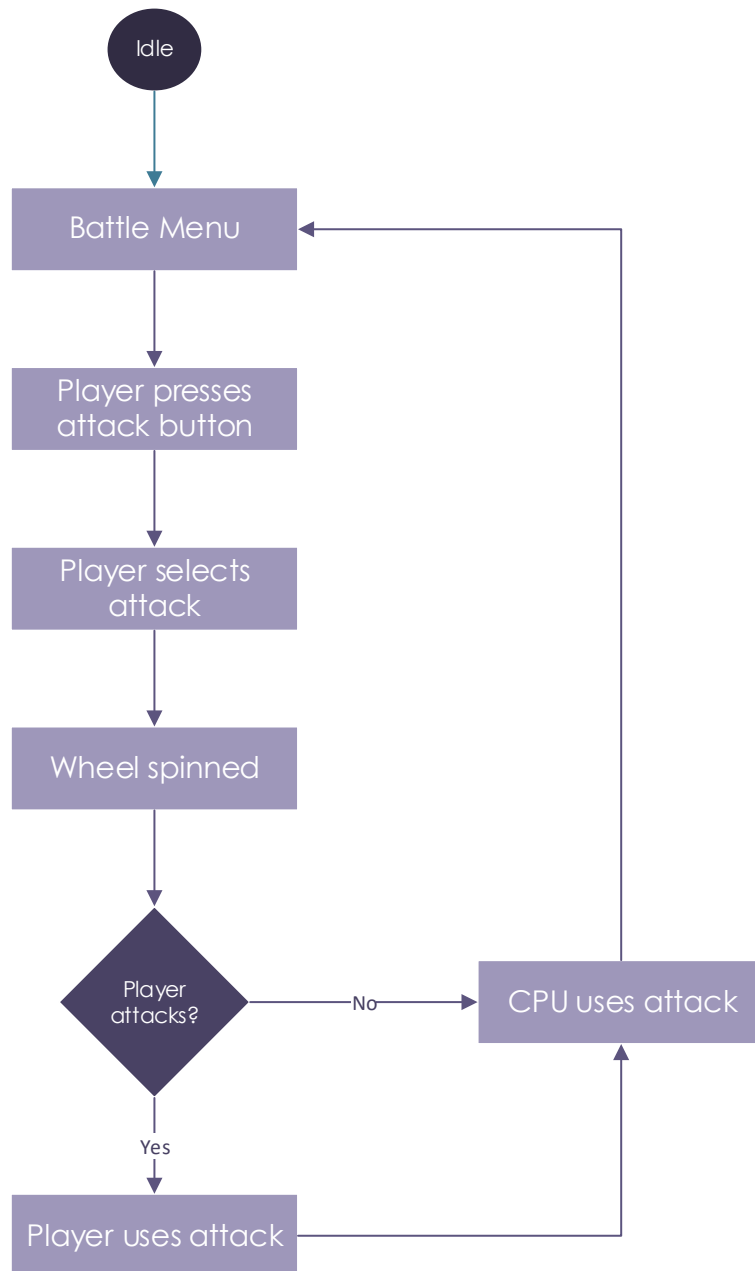 Idle
Battle Menu
Player presses
attack button
Player selects
attack
Wheel spinned
Player
attacks?
No
CPU uses attack
Yes
Player uses attack